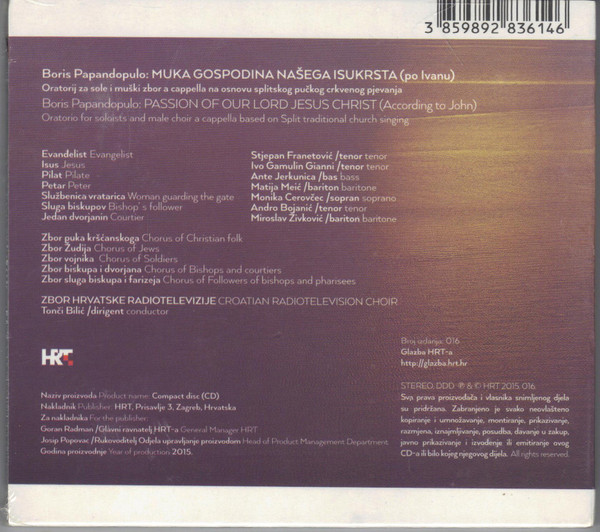 3 859892 836146
Boris Papandopulo: MUKA GOSPODINA NAŠEGA ISUKRSTA (po Ivanu)
Oratorij za sole i muški zbor a cappella na osnovu splitskog pučkog crkvenog pjevanja
Boris Papandopulo: PASSION OF OUR LORD JESUS CHRIST (According to John)
Oratorio for soloists and male choir a cappella based on Split traditional church singing
Evanđelist Evangelist
Isus Jesus
Pilat Pilate
Petar Peter
Službenica vratarica Woman guarding the gate
Sluga biskupov Bishop´s follower
Jedan dvorjanin Courtier
Stjepan Franetović /tenor tenor
Ivo Gamulin Gianni /tenor tenor
Ante Jerkunica /bas bass
Matija Meić /bariton baritone
Monika Cerovčec /sopran soprano
Andro Bojanić /tenor tenor
Miroslav Živković /bariton baritone
Zbor puka kršćanskoga Chorus of Christian folk
Zbor Žudija Chorus of Jews
Zbor vojnika Chorus of Soldiers
Zbor biskupa i dvorjana Chorus of Bishops and courtiers
Zbor sluga biskupa i farizeja Chorus of Followers of bishops and pharisees
ZBOR HRVATSKE RADIOTELEVIZIJE CROATIAN RADIOTELEVISION CHOIR
Tonči Bilić /dirigent conductor
HRT
Broj izdanja: 016
Glazba HRT-a
http://glazba.hrt.hr
Naziv proizvoda Product name: Compact disc (CD)
Nakladnik Publisher: HRT, Prisavlje 3, Zagreb, Hrvatska
Za nakladnika For the publisher:
Goran Radman /Glavni ravnatelj HRT-a General Manager HRT
Josip Popovac /Rukovoditelj Odjela upravljanje proizvodom Head of Product Management Department
Godina proizvodnje Year of production 2015.
STEREO, DDD ℗ & © HRT 2015, 016
Sva prava proizvođača i vlasnika snimljenog djela
su pridržana. Zabranjeno je svako neovlašteno
kopiranje i umnožavanje, montiranje, prikazivanje,
razmjena, iznajmljivanje, posudba, davanje u zakup,
javno prikazivanje i izvođenje ili emitiranje ovog
CD-a ili bilo kojeg njegovog dijela. All rights reserved.